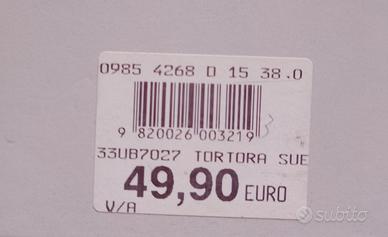 0985 4268 D 15 38.0
9 820026 003219
33UB7027 TORTORA SUE
49,90 EURO
V/A
subito